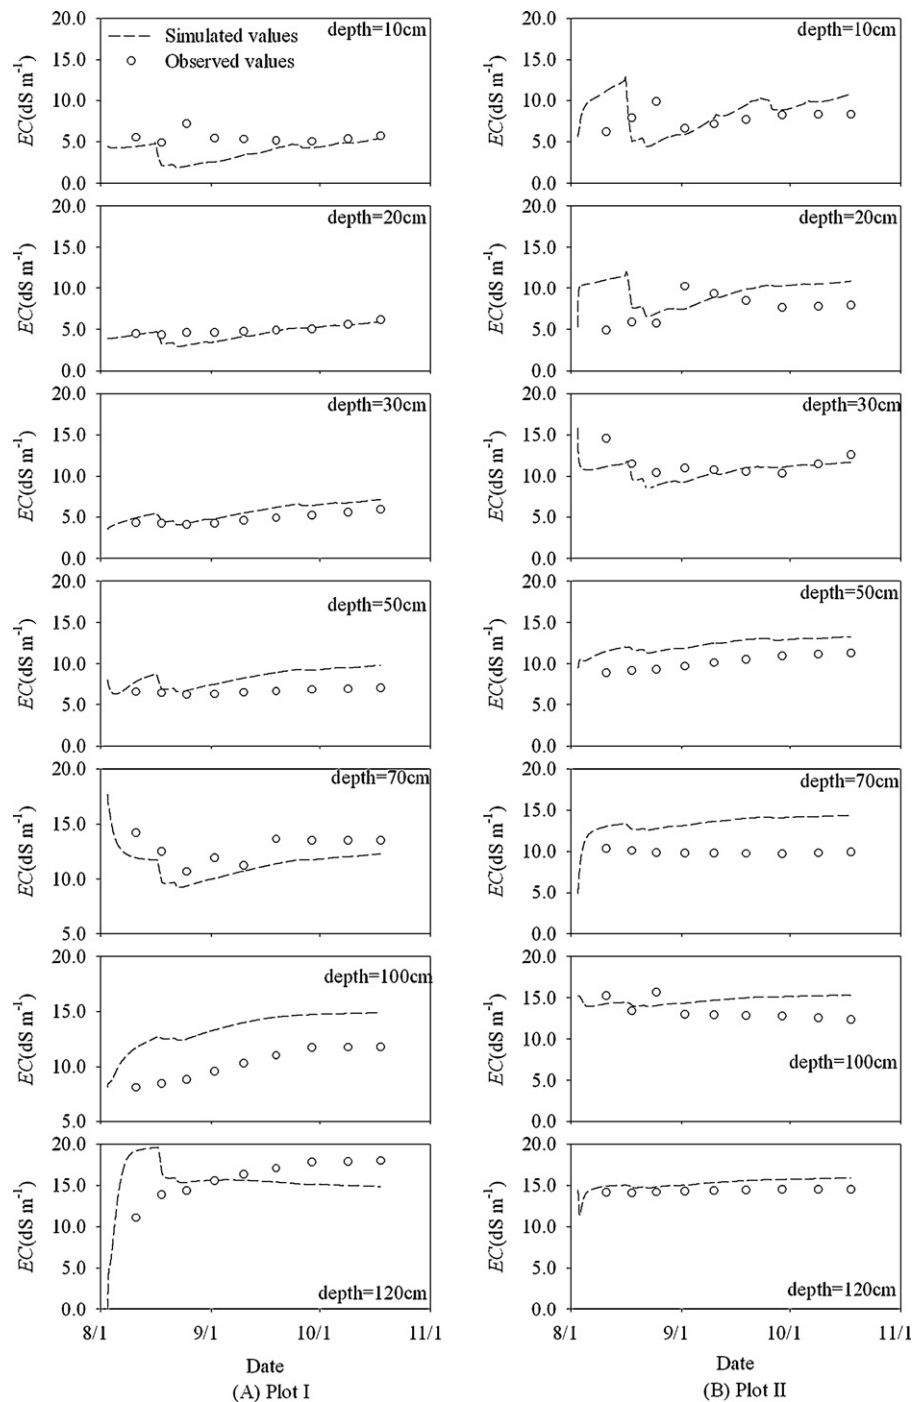 20.0
15.0
10.0
5.0
0.0
EC(dS m⁻¹)
Simulated values
Observed values
depth=10cm
20.0
15.0
10.0
5.0
0.0
EC(dS m⁻¹)
depth=10cm
20.0
15.0
10.0
5.0
0.0
EC(dS m⁻¹)
depth=20cm
20.0
15.0
10.0
5.0
0.0
EC(dS m⁻¹)
depth=20cm
20.0
15.0
10.0
5.0
0.0
EC(dS m⁻¹)
depth=30cm
20.0
15.0
10.0
5.0
0.0
EC(dS m⁻¹)
depth=30cm
20.0
15.0
10.0
5.0
0.0
EC(dS m⁻¹)
depth=50cm
20.0
15.0
10.0
5.0
0.0
EC(dS m⁻¹)
depth=50cm
20.0
15.0
10.0
5.0
EC(dS m⁻¹)
depth=70cm
20.0
15.0
10.0
5.0
0.0
EC(dS m⁻¹)
depth=70cm
20.0
15.0
10.0
5.0
EC(dS m⁻¹)
depth=100cm
20.0
15.0
10.0
5.0
0.0
EC(dS m⁻¹)
depth=100cm
20.0
15.0
10.0
5.0
0.0
EC(dS m⁻¹)
depth=120cm
20.0
15.0
10.0
5.0
0.0
EC(dS m⁻¹)
depth=120cm
8/1 9/1 10/1 11/1
8/1 9/1 10/1 11/1
Date
Date
(A) Plot I
(B) Plot II